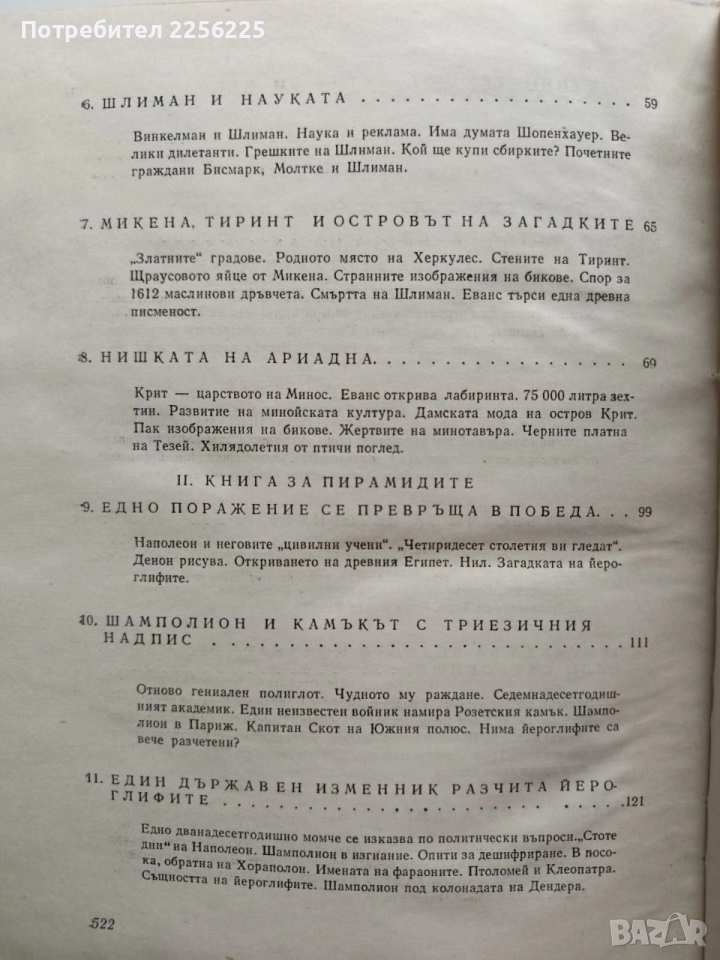 Потребител 2256225
6. ШЛИМАН И НАУКАТА . . . . . . . . . . . . . . . . . . . . 59
Винкелман и Шлиман. Наука и реклама. Има думата Шопенхауер. Ве-
лики дилетанти. Грешките на Шлиман. Кой ще купи сбирките? Почетните
граждани Бисмарк, Молтке и Шлиман.
7. МИКЕНА, ТИРИНТ И ОСТРОВЪТ НА ЗАГАДКИТЕ 65
„Златните“ градове. Родното място на Херкулес. Стените на Тиринт.
Щраусовото яйце от Микена. Странните изображения на бикове. Спор за
1612 маслинови дръвчета. Смъртта на Шлиман. Еванс търси една древна
писменост.
8. НИШКАТА НА АРИАДНА. . . . . . . . . . . . . . . . . . . 69
Крит — царството на Минос. Еванс открива лабиринта. 75 000 литра зех-
тин. Развитие на минойската култура. Дамската мода на остров Крит.
Пак изображения на бикове. Жертвите на минотавъра. Черните платна
на Тезей. Хилядолетия от птичи поглед.
II. КНИГА ЗА ПИРАМИДИТЕ
9. ЕДНО ПОРАЖЕНИЕ СЕ ПРЕВРЪЩА В ПОБЕДА. . . 99
Наполеон и неговите „цивилни учени“. „Четиридесет столетия ви гледат“.
Денон рисува. Откриването на древния Египет. Нил. Загадката на йеро-
глифите.
10. ШАМПОЛИОН И КАМЪКЪТ С ТРИЕЗИЧНИЯ
НАДПИС . . . . . . . . . . . . . . . . . . . . . . . . . . . 111
Отново гениален полиглот. Чудното му раждане. Седемнадесетгодиш-
ният академик. Един неизвестен войник намира Розетския камък. Шампо-
лион в Париж. Капитан Скот на Южния полюс. Нима йероглифите са
вече разчетени?
11. ЕДИН ДЪРЖАВЕН ИЗМЕННИК РАЗЧИТА ЙЕРО-
ГЛИФИТЕ . . . . . . . . . . . . . . . . . . . . . . . . . . 121
Едно дванадесетгодишно момче се изказва по политически въпроси. „Стоте
дни“ на Наполеон. Шамполион в изгнание. Опити за дешифриране. В посо-
ка, обратна на Хораполон. Имената на фараоните. Птоломей и Клеопатра.
Същността на йероглифите. Шамполион под колонадата на Дендера.
522
BAZAR